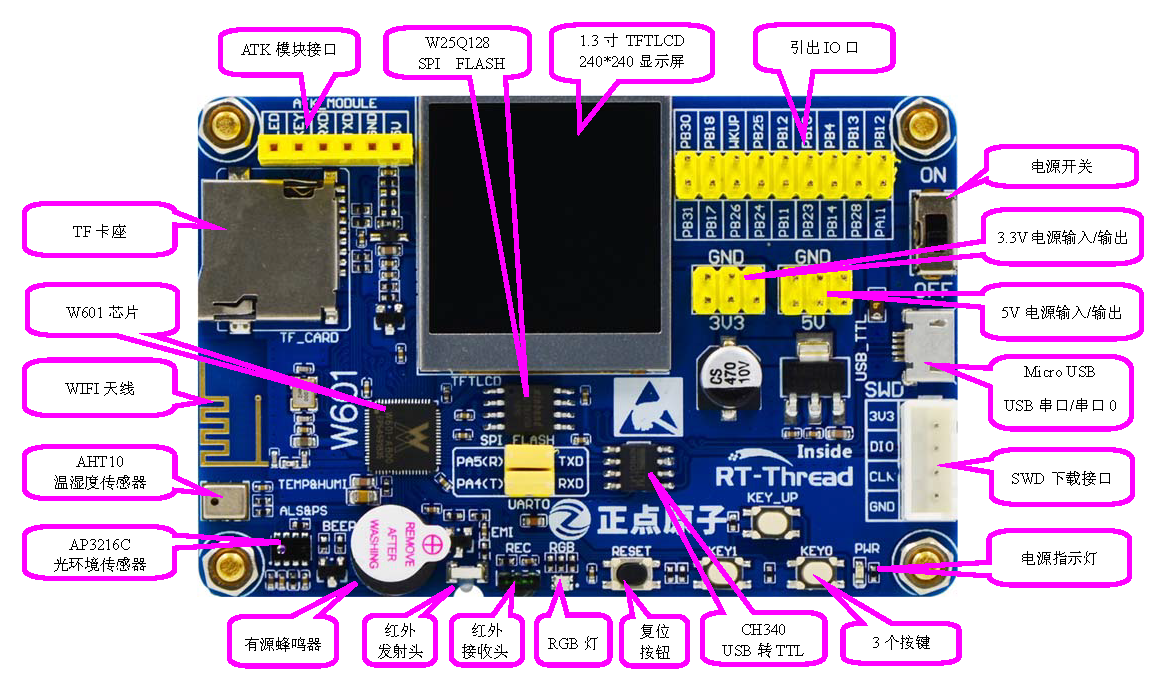 ATK 模块接口
W25Q128
SPI FLASH
1.3 寸 TFTLCD
240*240 显示屏
引出 IO 口
电源开关
3.3V 电源输入/输出
5V 电源输入/输出
Micro USB
USB 串口/串口 0
SWD 下载接口
电源指示灯
TF 卡座
W601 芯片
WIFI 天线
AHT10
温湿度传感器
AP3216C
光环境传感器
有源蜂鸣器
红外
发射头
红外
接收头
RGB 灯
复位
按钮
CH340
USB 转 TTL
3 个按键
ATK_MODULE
LED
KEY
RXD
TXD
GND
5V
PB30
PB18
WKUP
PB25
PB12
PB4
PB13
PB12
PB31
PB17
PB26
PB24
PB11
PB23
PB14
PB28
PA11
ON
OFF
GND
3V3
GND
5V
USB_TTL
TF_CARD
W601
TFTLCD
SPI FLASH
PA5(R)
TXD
PA4(T)
RXD
UART0
CS
470
10V
SWD
3V3
DIO
CLK
GND
Inside
RT-Thread
正点原子
KEY_UP
TEMP&HUMI
ALS&PS
BEEP
REMOVE
AFTER
WASHING
EMI
REC
RGB
RESET
KEY1
KEY0
PWR